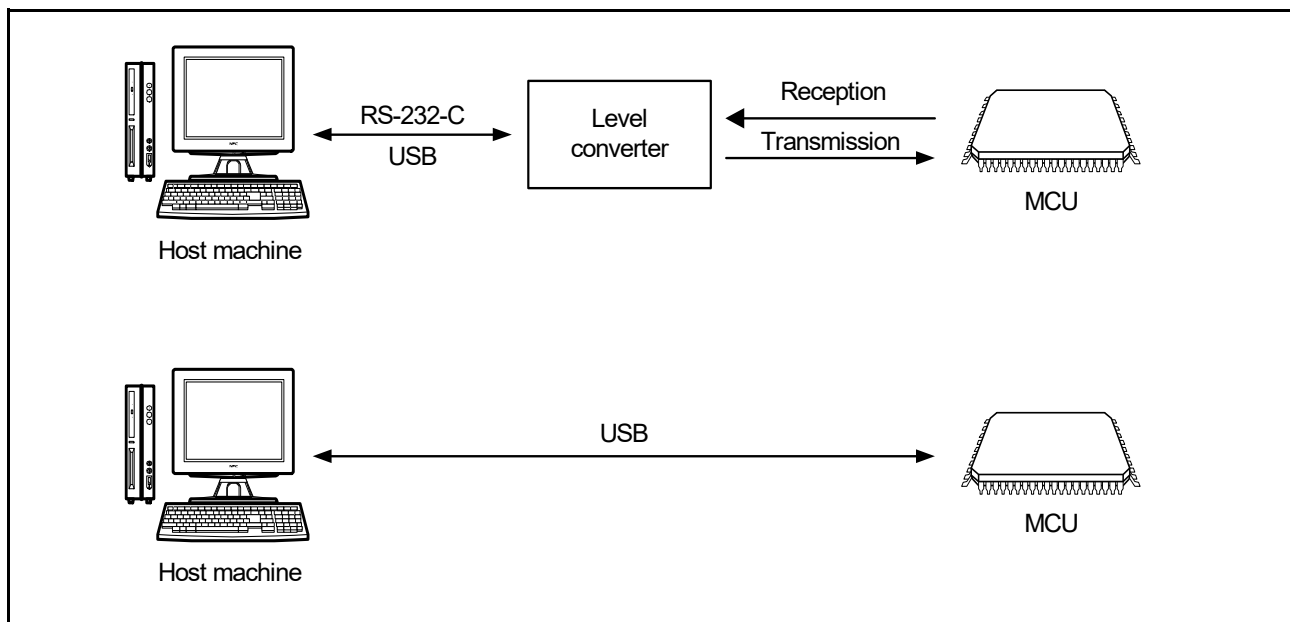 RS-232-C
USB
Level
converter
Reception
Transmission
MCU
Host machine
USB
MCU
Host machine